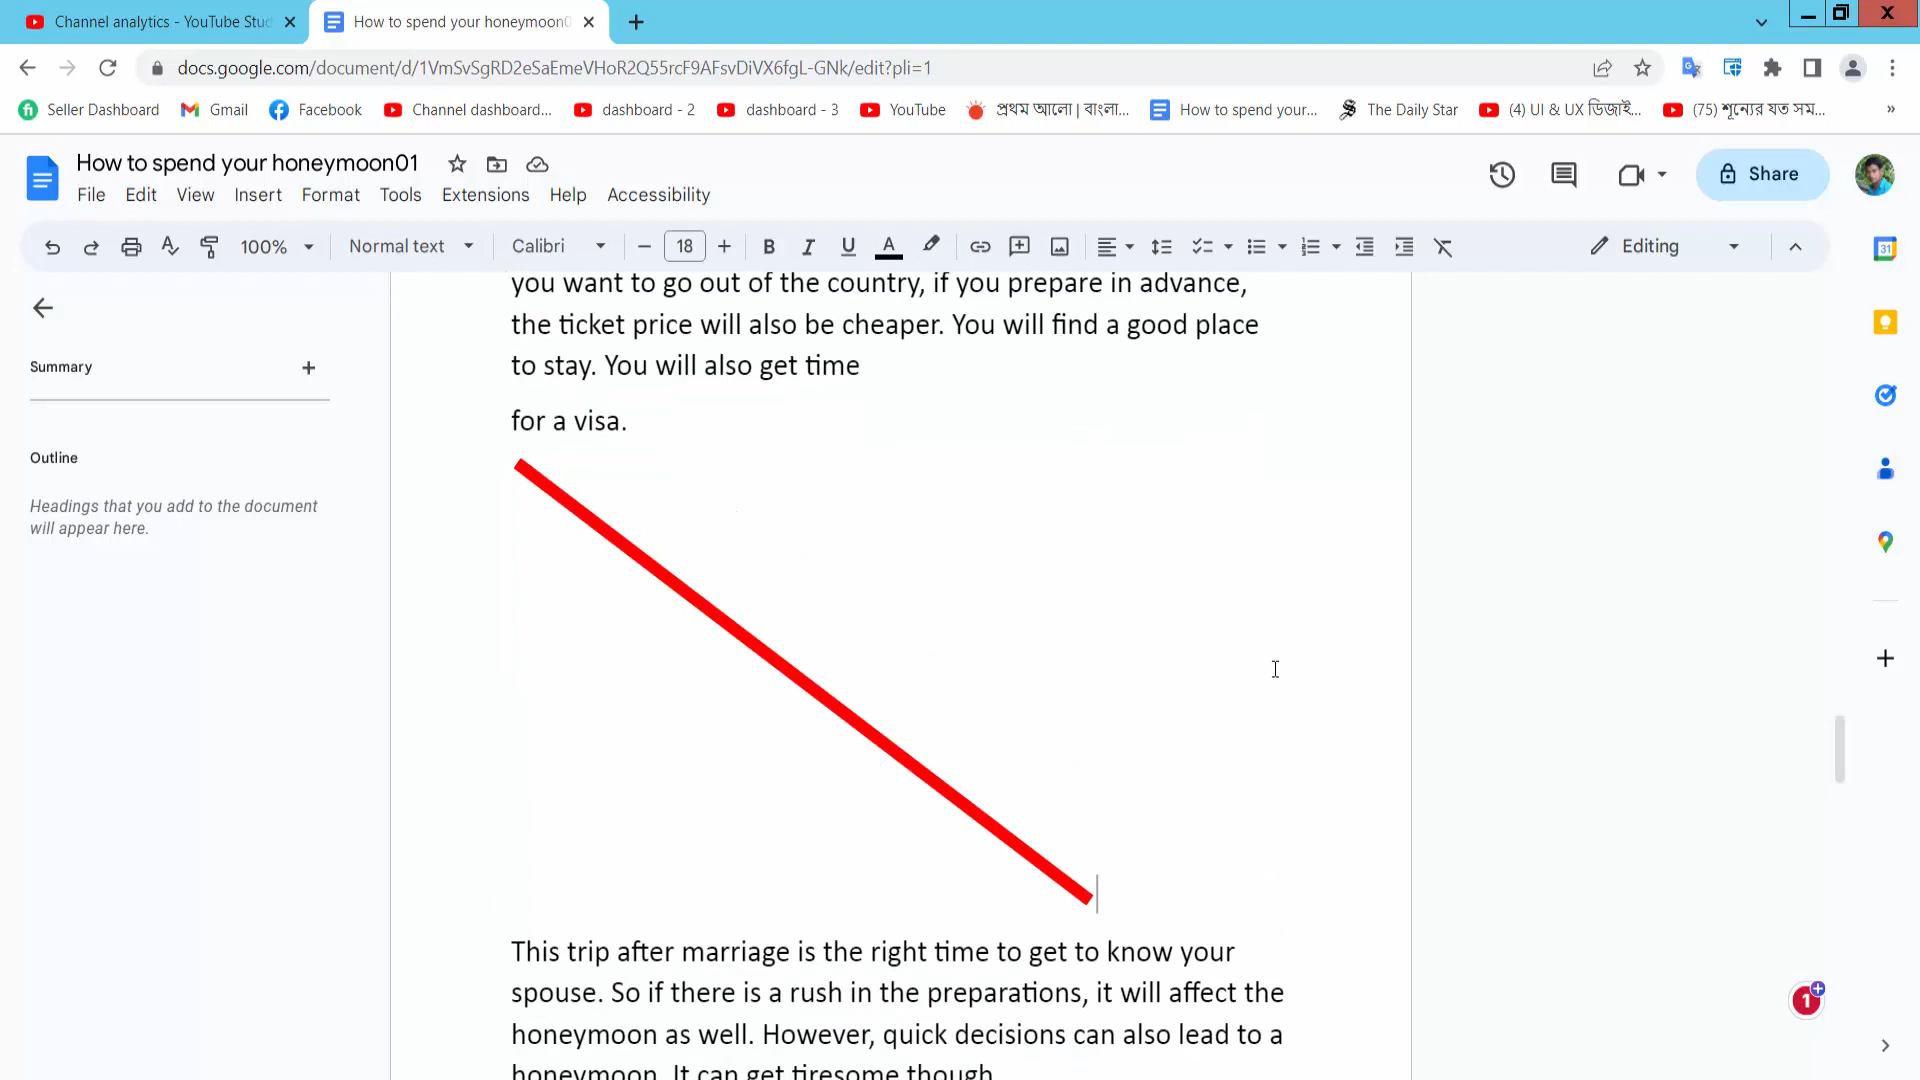 Channel analytics - YouTube Stud
How to spend your honeymoon0
docs.google.com/document/d/1VmSvSgRD2eSaEmeVHoR2Q55rcF9AFsvDiVX6fgL-GNk/edit?pli=1
Seller Dashboard Gmail Facebook Channel dashboard... dashboard - 2 dashboard - 3 YouTube প্রথম আলো | বাংলা... How to spend your... The Daily Star (4) UI & UX ডিজাই... (75) শূন্যের যত সম... »
How to spend your honeymoon01
File Edit View Insert Format Tools Extensions Help Accessibility
Share
100% Normal text Calibri 18 B I U A Editing
31
you want to go out of the country, if you prepare in advance,
the ticket price will also be cheaper. You will find a good place
to stay. You will also get time
for a visa.
Summary
Outline
Headings that you add to the document
will appear here.
This trip after marriage is the right time to get to know your
spouse. So if there is a rush in the preparations, it will affect the
honeymoon as well. However, quick decisions can also lead to a
honeymoon. It can get tiresome though.
1